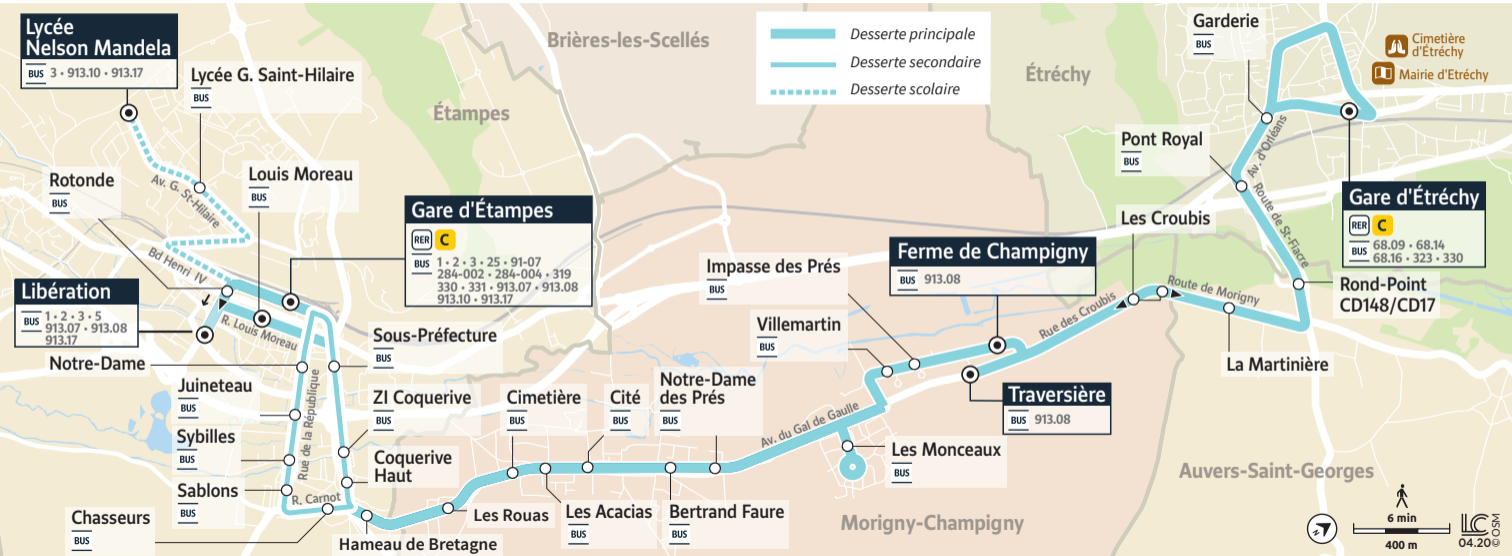 Lycée
Nelson Mandela
BUS 3 • 913.10 • 913.17
Lycée G. Saint-Hilaire
BUS
Brières-les-Scellés
Étampes
Desserte principale
Desserte secondaire
Desserte scolaire
Étréchy
Garderie
BUS
Cimetière
d'Étréchy
Mairie d'Etréchy
Pont Royal
BUS
Av. d'Orléans
Route de St-Fiacre
Gare d'Étréchy
RER C
BUS 68.09 • 68.14
68.16 • 323 • 330
Rotonde
BUS
Av. G. St-Hilaire
Louis Moreau
BUS
Bd Henri IV
Gare d'Étampes
RER C
BUS 1 • 2 • 3 • 25 • 91-07
284-002 • 284-004 • 319
330 • 331 • 913.07 • 913.08
913.10 • 913.17
Libération
BUS 1 • 2 • 3 • 5
913.07 • 913.08
913.17
R. Louis Moreau
Impasse des Prés
BUS
Ferme de Champigny
BUS 913.08
Les Croubis
Route de Morigny
Rue des Croubis
Rond-Point
CD148/CD17
La Martinière
Villemartin
BUS
Traversière
BUS 913.08
Notre-Dame
Sous-Préfecture
BUS
Juineteau
BUS
Rue de la République
ZI Coquerive
BUS
Cimetière
BUS
Cité
BUS
Notre-Dame
des Prés
BUS
Av. du Gal de Gaulle
Sybilles
BUS
Coquerive
Haut
Les Monceaux
BUS
Sablons
BUS
R. Carnot
Chasseurs
BUS
Hameau de Bretagne
Les Rouas
Les Acacias
BUS
Bertrand Faure
BUS
Morigny-Champigny
Auvers-Saint-Georges
6 min
400 m
LC
04.20
© OSM